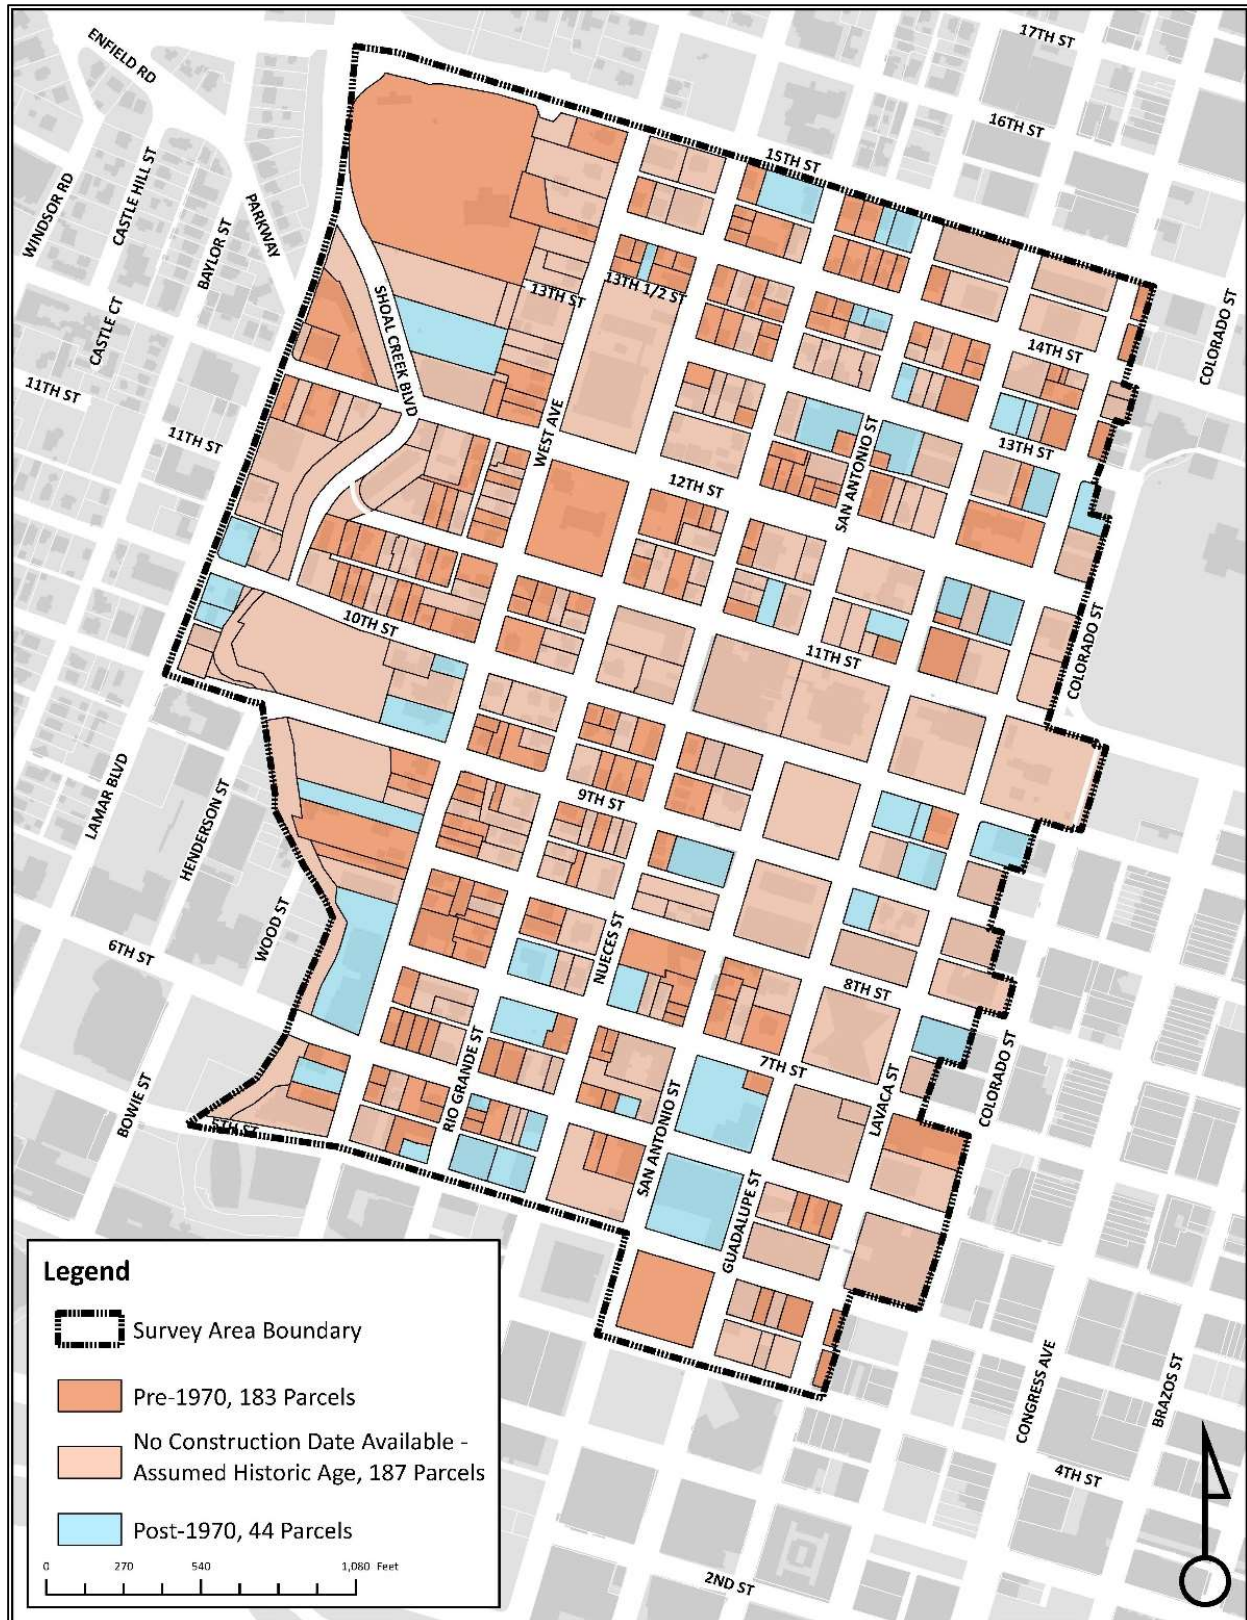 17TH ST
ENFIELD RD
16TH ST
15TH ST
CASTLE HILL ST
WINDSOR RD
PARKWAY
BAYLOR ST
13TH ST
13TH 1/2 ST
SHOAL CREEK BLVD
COLORADO ST
14TH ST
CASTLE CT
11TH ST
11TH ST
WEST AVE
13TH ST
SAN ANTONIO ST
12TH ST
10TH ST
11TH ST
COLORADO ST
9TH ST
LAMAR BLVD
HENDERSON ST
WOOD ST
6TH ST
NUECES ST
8TH ST
7TH ST
RIO GRANDE ST
LAVACA ST
COLORADO ST
BOWIE ST
5TH ST
SAN ANTONIO ST
GUADALUPE ST
CONGRESS AVE
BRAZOS ST
4TH ST
2ND ST
Legend
Survey Area Boundary
Pre-1970, 183 Parcels
No Construction Date Available -
Assumed Historic Age, 187 Parcels
Post-1970, 44 Parcels
0 270 540 1,080 Feet